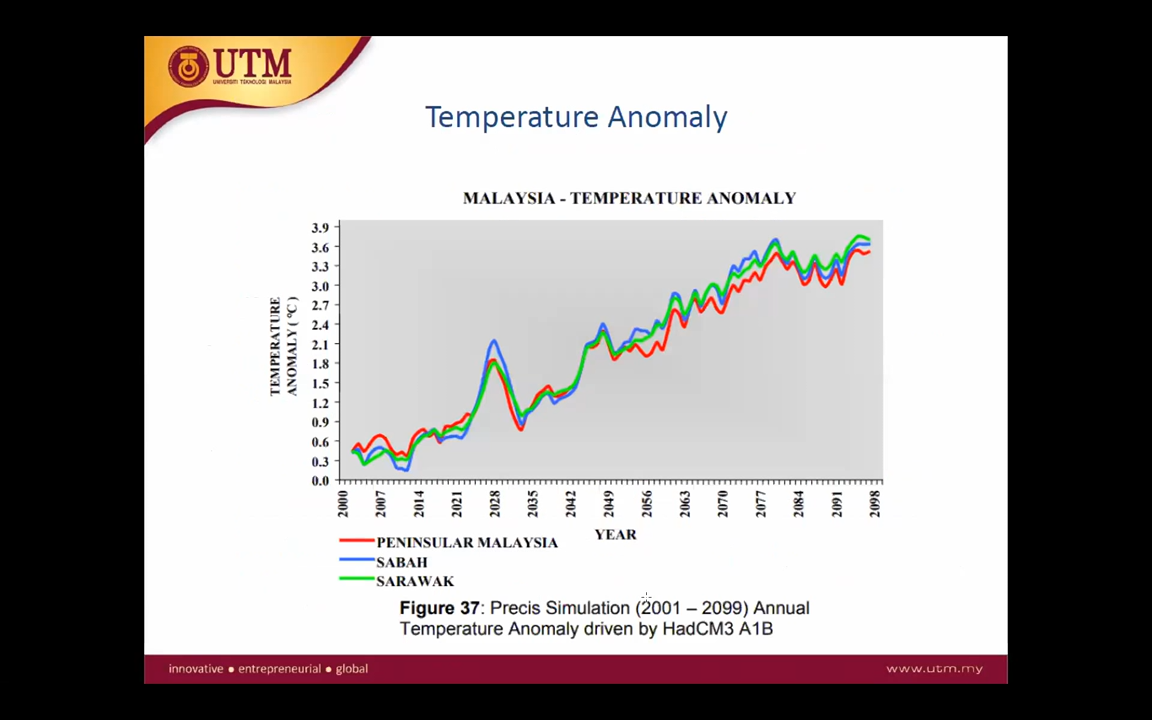 UTM
UNIVERSITI TEKNOLOGI MALAYSIA
Temperature Anomaly
MALAYSIA - TEMPERATURE ANOMALY
TEMPERATURE
ANOMALY ( °C)
3.9
3.6
3.3
3.0
2.7
2.4
2.1
1.8
1.5
1.2
0.9
0.6
0.3
0.0
2000
2007
2014
2021
2028
2035
2042
2049
2056
2063
2070
2077
2084
2091
2098
YEAR
PENINSULAR MALAYSIA
SABAH
SARAWAK
Figure 37: Precis Simulation (2001 – 2099) Annual
Temperature Anomaly driven by HadCM3 A1B
innovative ● entrepreneurial ● global
www.utm.my